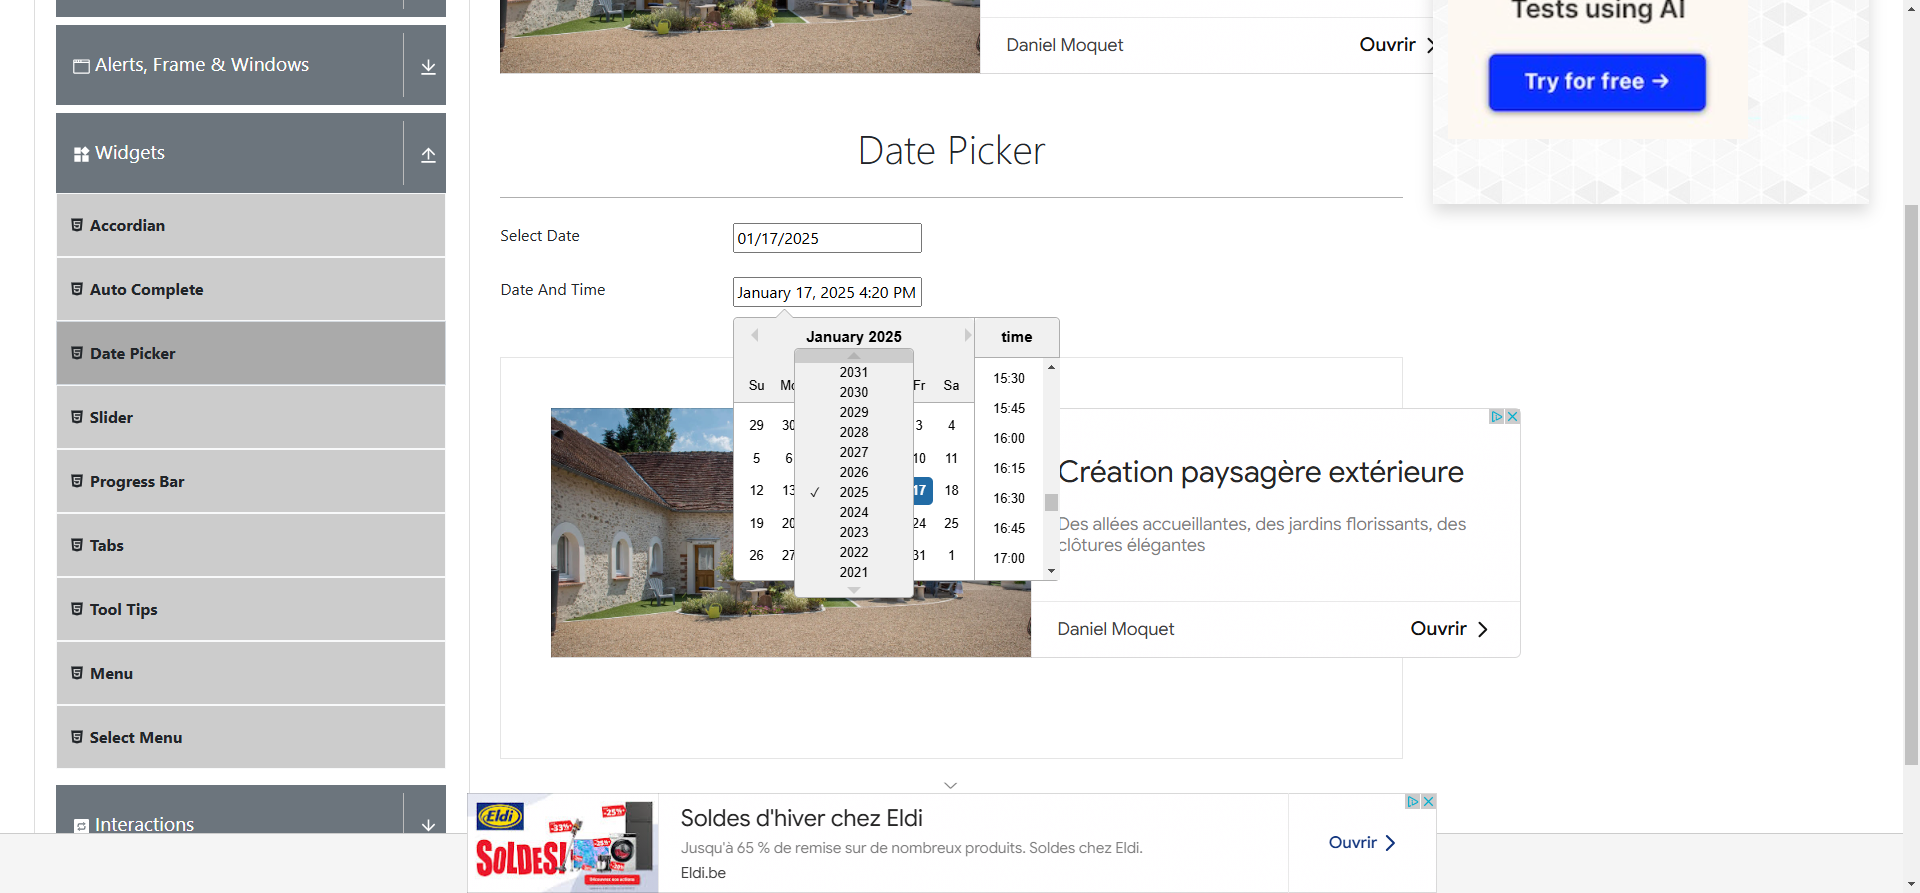 Alerts, Frame & Windows
Widgets
Accordian
Auto Complete
Date Picker
Slider
Progress Bar
Tabs
Tool Tips
Menu
Select Menu
Interactions
Daniel Moquet
Ouvrir
Tests using AI
Try for free →
Date Picker
Select Date
01/17/2025
Date And Time
January 17, 2025 4:20 PM
January 2025
time
Su
Fr Sa
29 30 3 4
5 6 10 11
12 13 17 18
19 20 24 25
26 27 31 1
2031
2030
2029
2028
2027
2026
✓ 2025
2024
2023
2022
2021
15:30
15:45
16:00
16:15
16:30
16:45
17:00
Création paysagère extérieure
Des allées accueillantes, des jardins florissants, des
clôtures élégantes
Daniel Moquet
Ouvrir
Eldi
-33%
-25%
SOLDES!
Soldes d'hiver chez Eldi
Jusqu'à 65 % de remise sur de nombreux produits. Soldes chez Eldi.
Eldi.be
Ouvrir